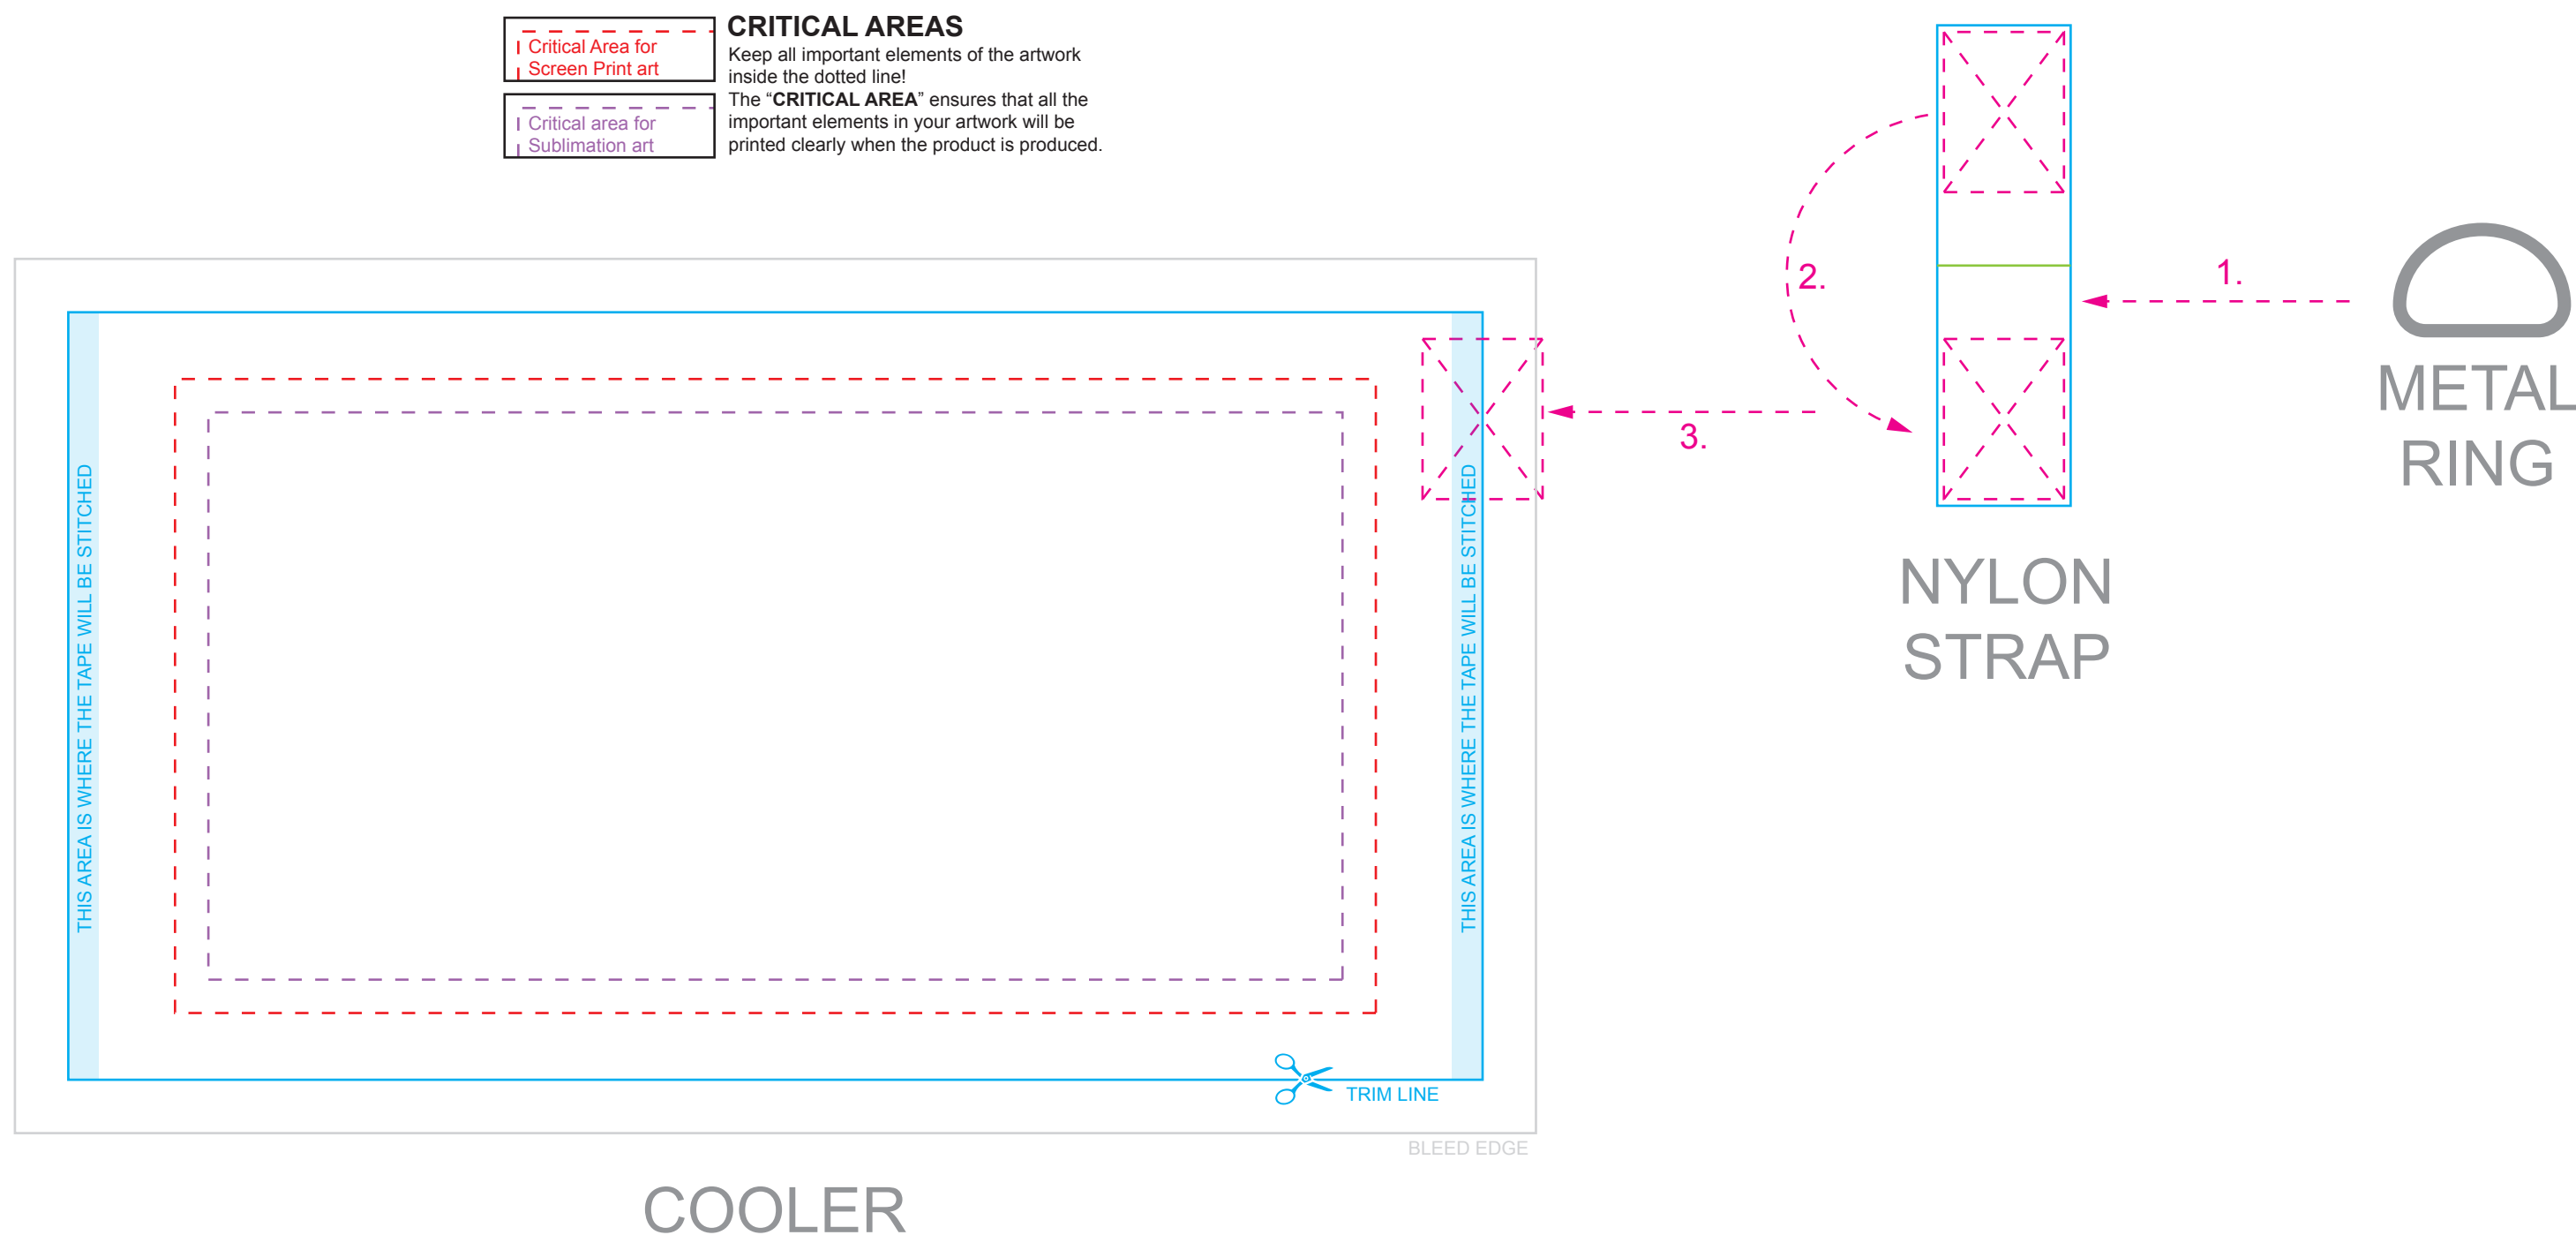 Critical Area for
Screen Print art
Critical area for
Sublimation art
CRITICAL AREAS
Keep all important elements of the artwork
inside the dotted line!
The “CRITICAL AREA” ensures that all the
important elements in your artwork will be
printed clearly when the product is produced.
THIS AREA IS WHERE THE TAPE WILL BE STITCHED
THIS AREA IS WHERE THE TAPE WILL BE STITCHED
TRIM LINE
BLEED EDGE
COOLER
3.
2.
1.
NYLON
STRAP
METAL
RING